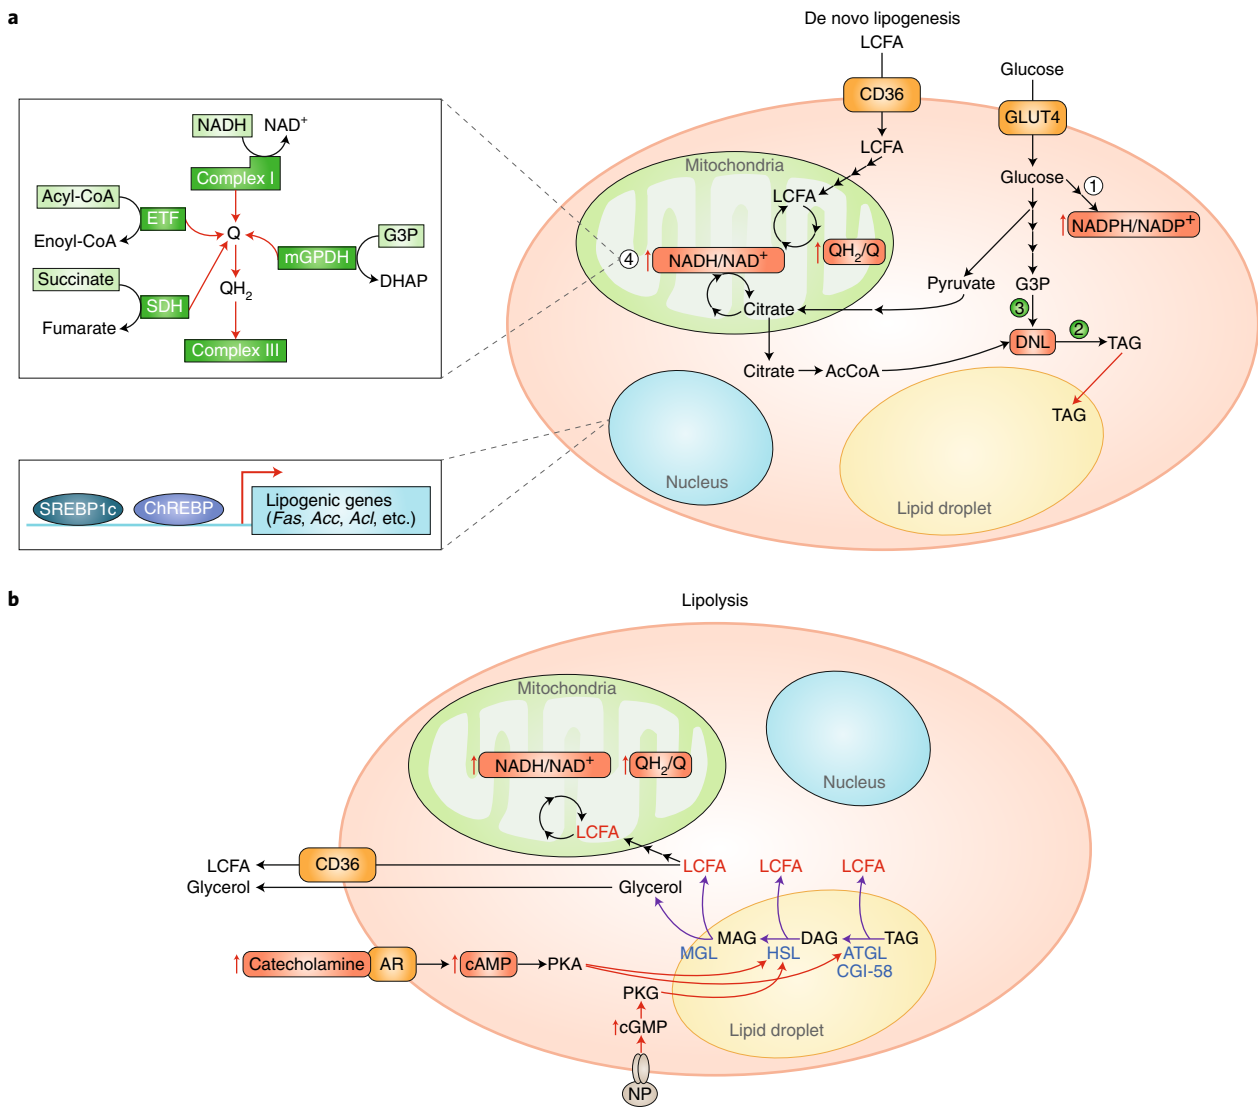 a
De novo lipogenesis
LCFA
Glucose
CD36
GLUT4
NADH
NAD+
Complex I
Acyl-CoA
ETF
Enoyl-CoA
Q
G3P
mGPDH
DHAP
Succinate
SDH
QH2
Fumarate
Complex III
LCFA
Mitochondria
LCFA
Glucose
1
↑ NADPH/NADP+
4 ↑ NADH/NAD+
↑ QH2/Q
Pyruvate
G3P
Citrate
3
DNL
2
TAG
Citrate
AcCoA
TAG
Nucleus
Lipid droplet
SREBP1c
ChREBP
Lipogenic genes
(Fas, Acc, Acl, etc.)
b
Lipolysis
Mitochondria
↑ NADH/NAD+
↑ QH2/Q
Nucleus
LCFA
LCFA
CD36
LCFA
LCFA
LCFA
Glycerol
Glycerol
MAG
DAG
TAG
MGL
HSL
ATGL
CGI-58
↑ Catecholamine
AR
↑ cAMP
PKA
PKG
↑cGMP
Lipid droplet
NP